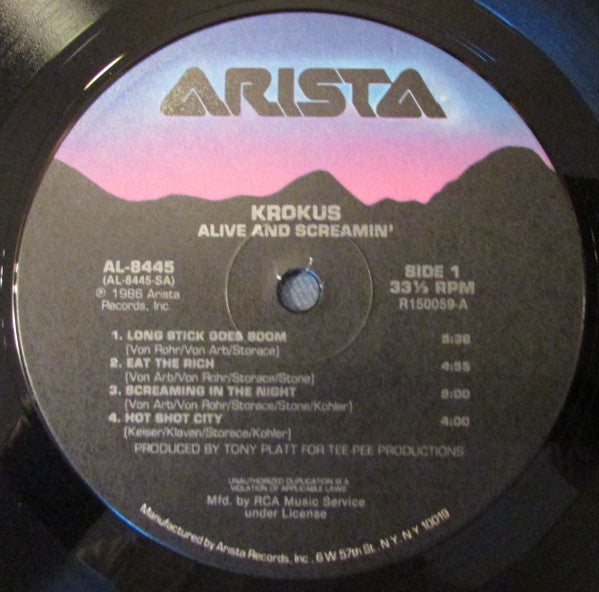 ARISTA
KROKUS
ALIVE AND SCREAMIN'
AL-8445
(AL-8445-SA)
℗ 1986 Arista
Records, Inc.
SIDE 1
33⅓ RPM
R150059-A
1. LONG STICK GOES BOOM 5:38
[Von Rohr/Von Arb/Storace]
2. EAT THE RICH 4:55
[Von Arb/Von Rohr/Storace/Stone]
3. SCREAMING IN THE NIGHT 8:00
[Von Arb/Von Rohr/Storace/Stone/Kohler]
4. HOT SHOT CITY 4:00
[Keiser/Klaven/Storace/Kohler]
PRODUCED BY TONY PLATT FOR TEE-PEE PRODUCTIONS
UNAUTHORIZED DUPLICATION IS A
VIOLATION OF APPLICABLE LAWS
Mfd. by RCA Music Service
under License
Manufactured by Arista Records, Inc., 6 W 57th St., N.Y. N.Y 10019